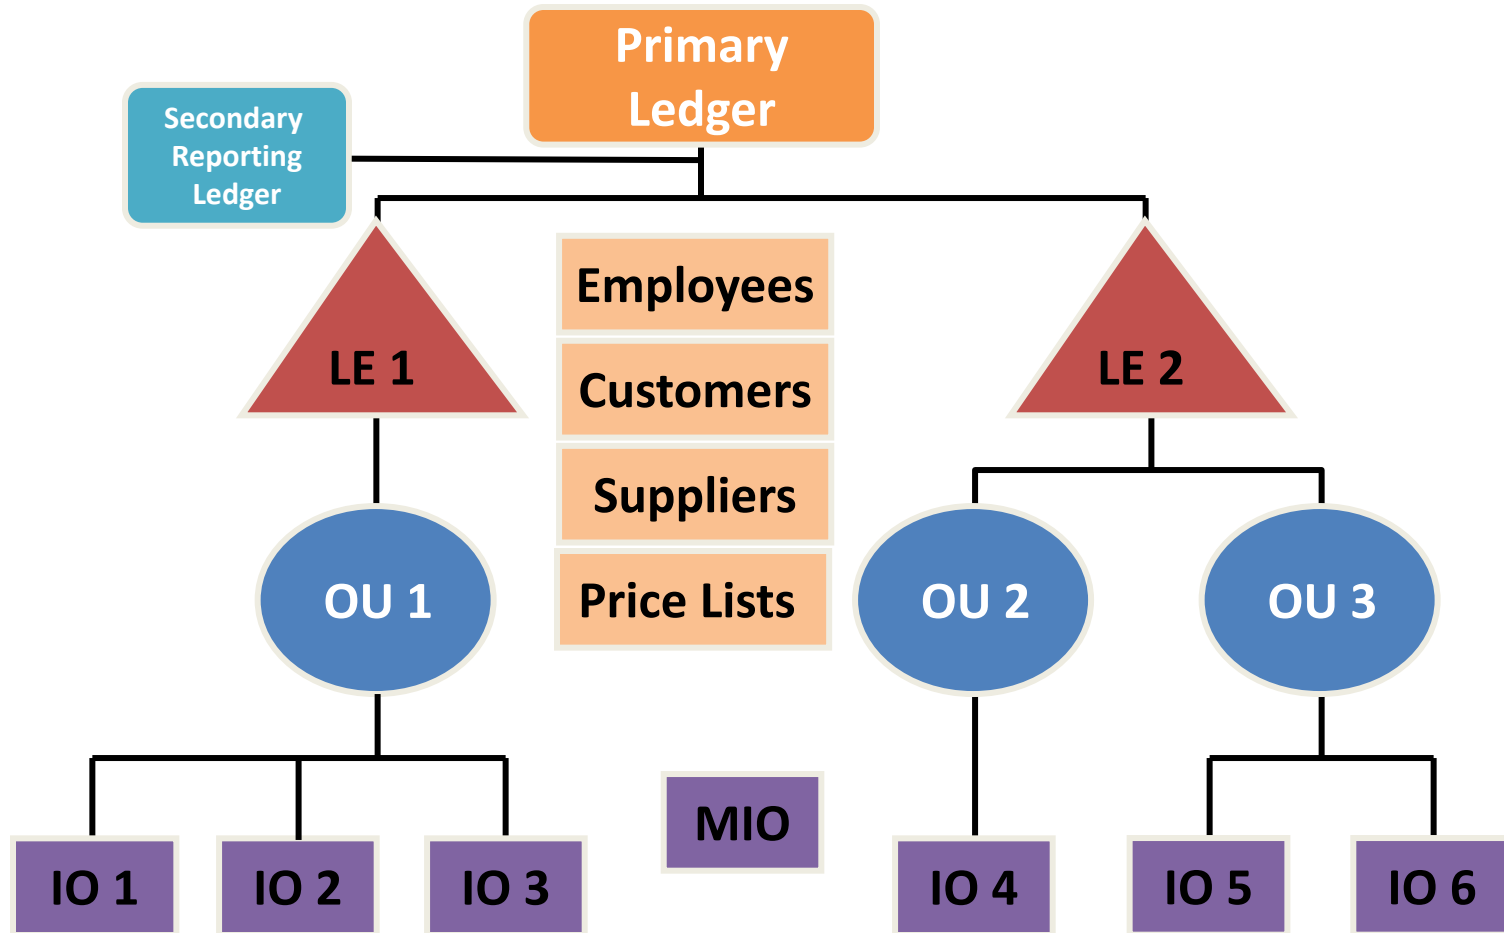 Primary
Ledger
Secondary
Reporting
Ledger
Employees
LE 1
LE 2
Customers
Suppliers
OU 1
Price Lists
OU 2
OU 3
MIO
IO 1
IO 2
IO 3
IO 4
IO 5
IO 6